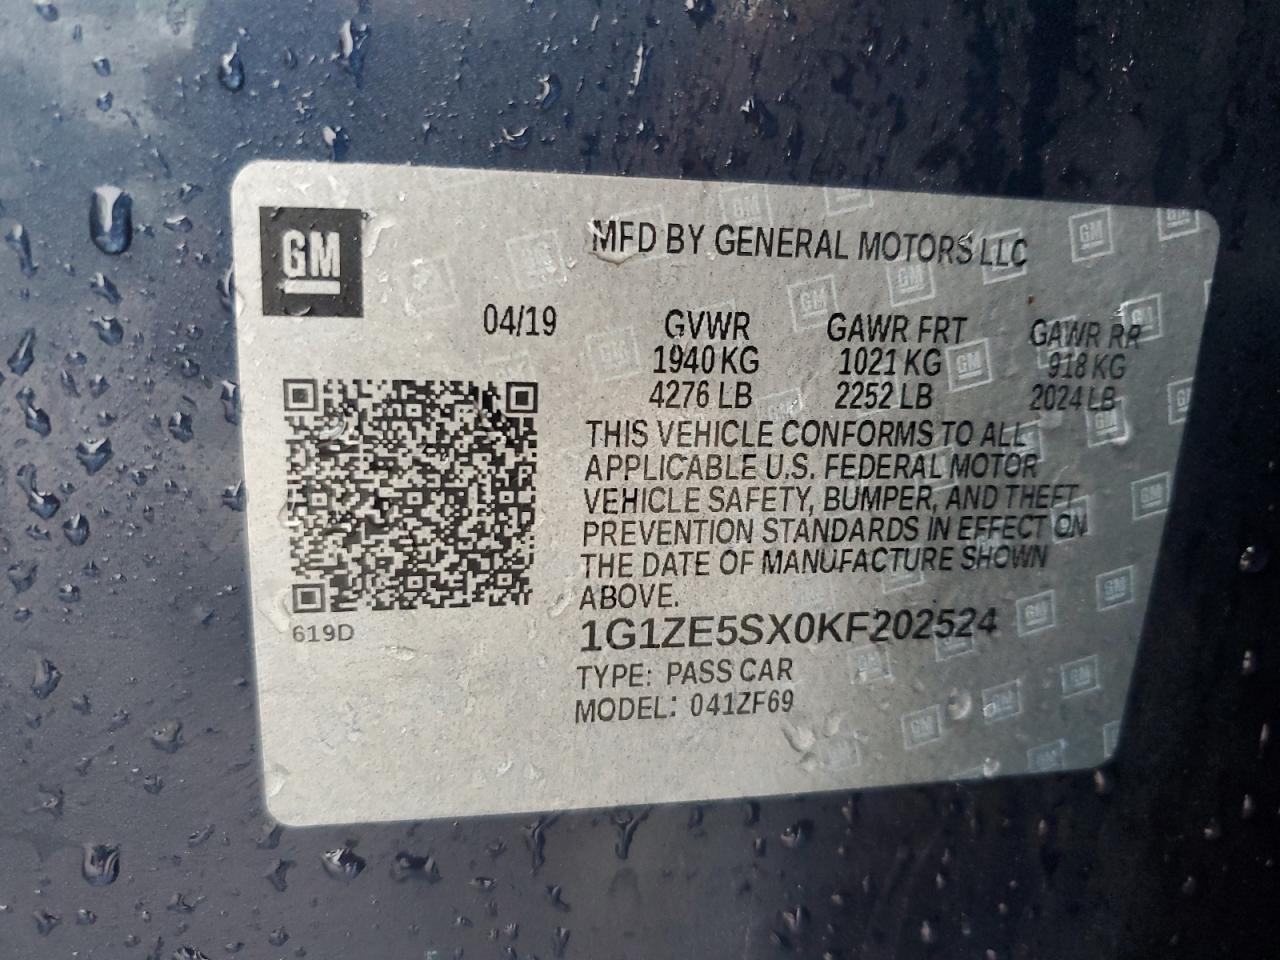 GM
MFD BY GENERAL MOTORS LLC
04/19
GVWR
1940 KG
4276 LB
GAWR FRT
1021 KG
2252 LB
GAWR RR
918 KG
2024 LB
THIS VEHICLE CONFORMS TO ALL
APPLICABLE U.S. FEDERAL MOTOR
VEHICLE SAFETY, BUMPER, AND THEFT
PREVENTION STANDARDS IN EFFECT ON
THE DATE OF MANUFACTURE SHOWN
ABOVE.
619D
1G1ZE5SX0KF202524
TYPE: PASS CAR
MODEL: 041ZF69